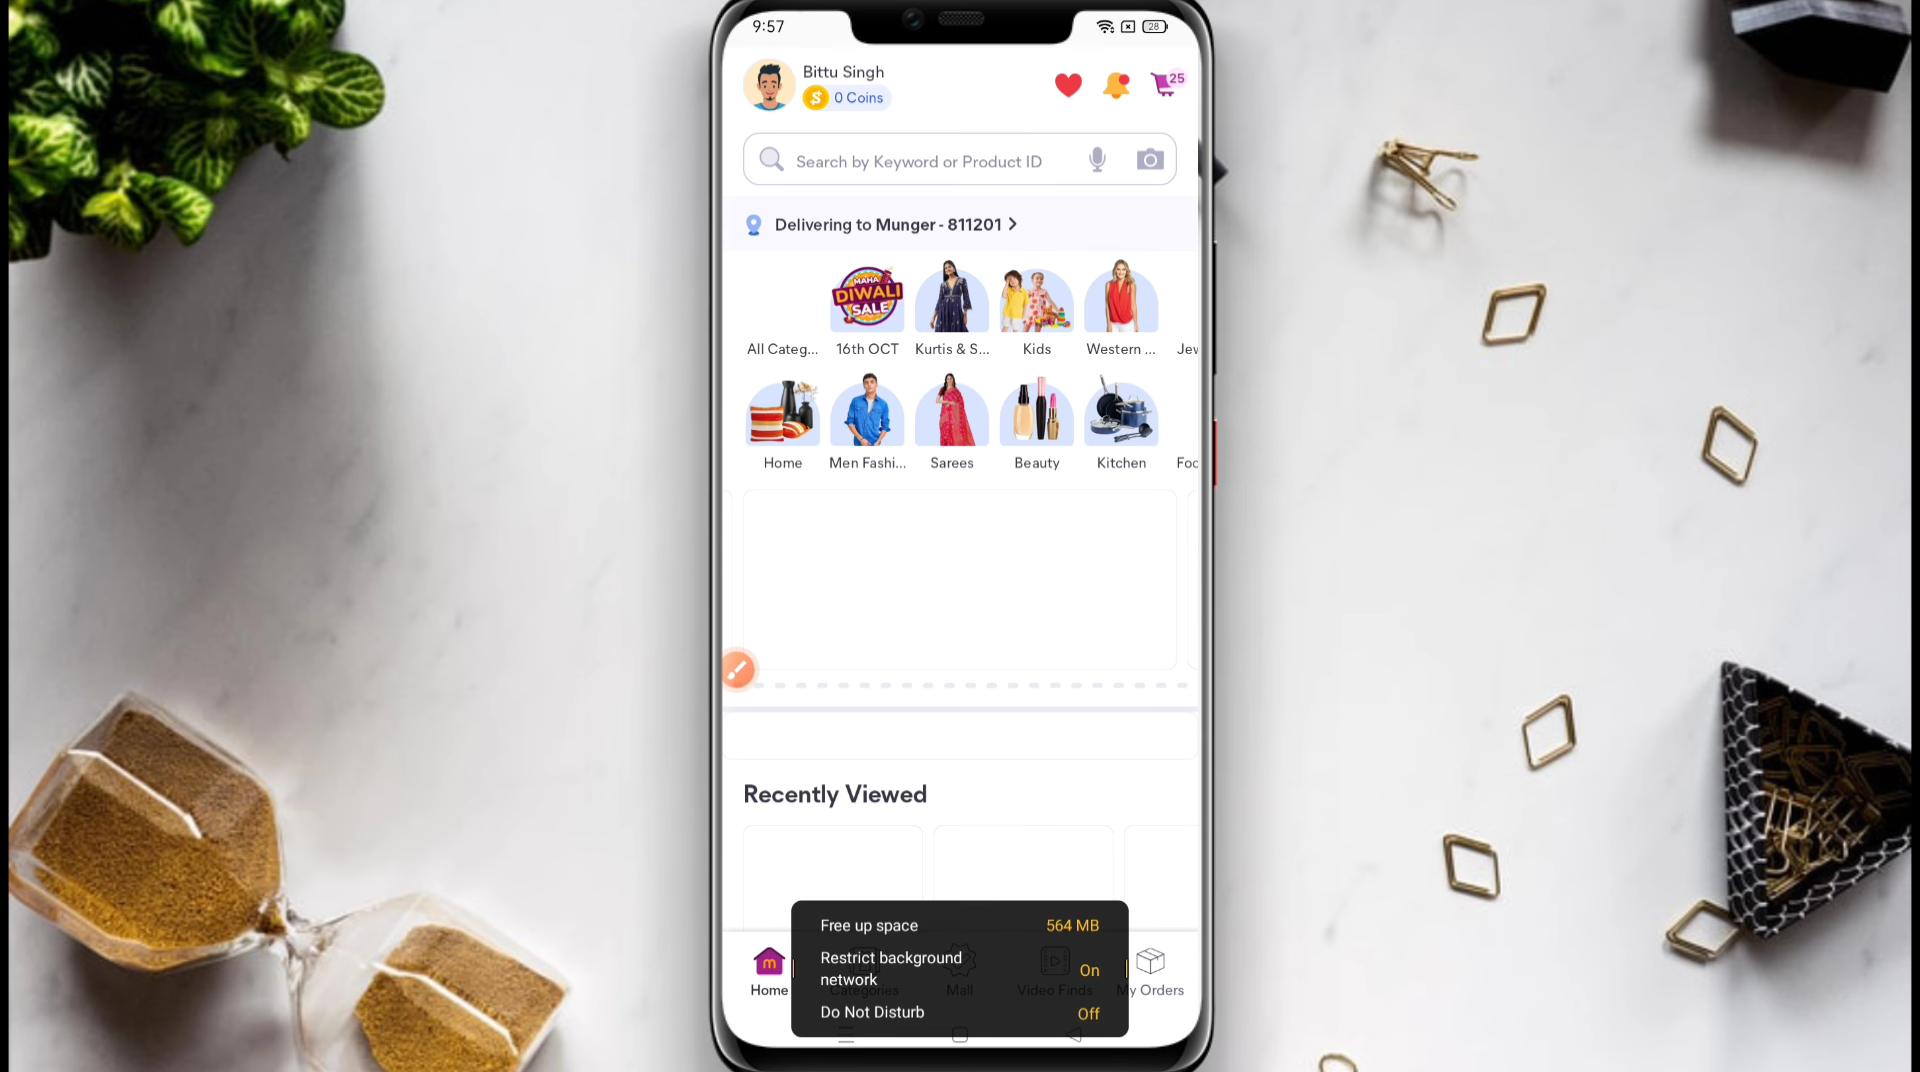 9:57
28
Bittu Singh
0 Coins
25
Search by Keyword or Product ID
Delivering to Munger - 811201
MAHA
DIWALI
SALE
All Categ...
16th OCT
Kurtis & S...
Kids
Western ...
Jew
Home
Men Fashi...
Sarees
Beauty
Kitchen
Foo
Recently Viewed
Free up space 564 MB
Restrict background
network On
Do Not Disturb Off
Home
Categories
Mall
Video Finds
My Orders